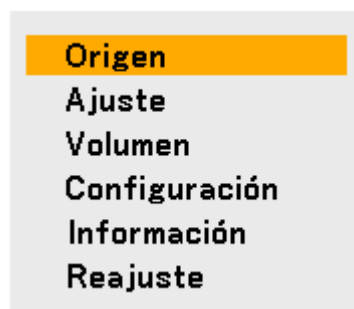 Origen
Ajuste
Volumen
Configuración
Información
Reajuste